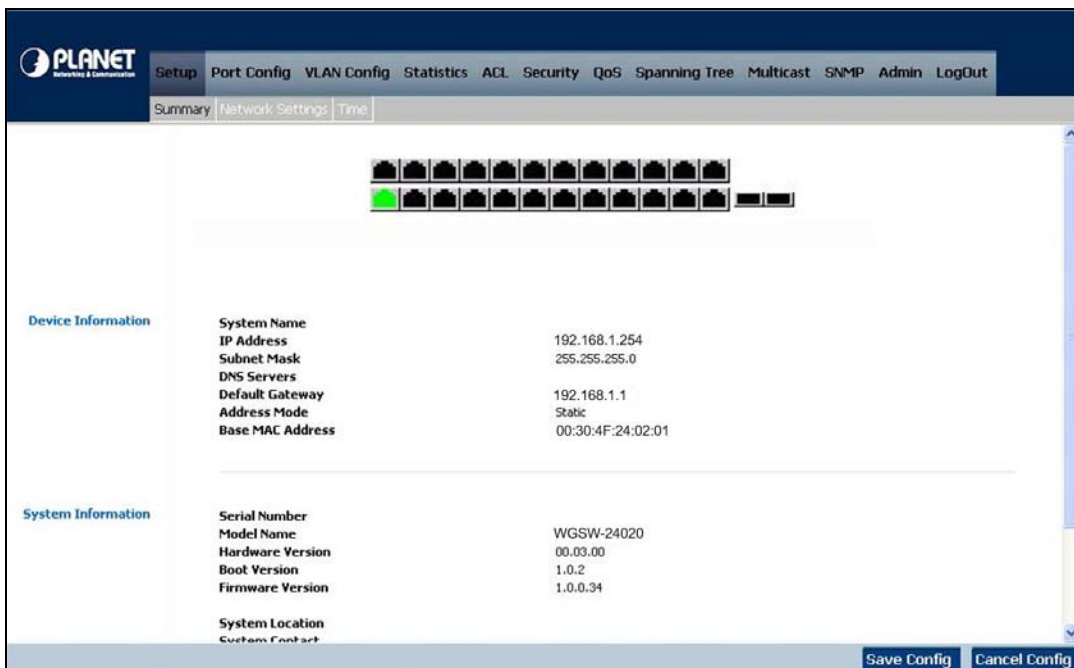 PLANET
Networking & Communication
Setup Port Config VLAN Config Statistics ACL Security QoS Spanning Tree Multicast SNMP Admin LogOut
Summary Network Settings Time
Device Information
System Name
IP Address 192.168.1.254
Subnet Mask 255.255.255.0
DNS Servers
Default Gateway 192.168.1.1
Address Mode Static
Base MAC Address 00:30:4F:24:02:01
System Information
Serial Number
Model Name WGSW-24020
Hardware Version 00.03.00
Boot Version 1.0.2
Firmware Version 1.0.0.34
System Location
System Contact
Save Config Cancel Config